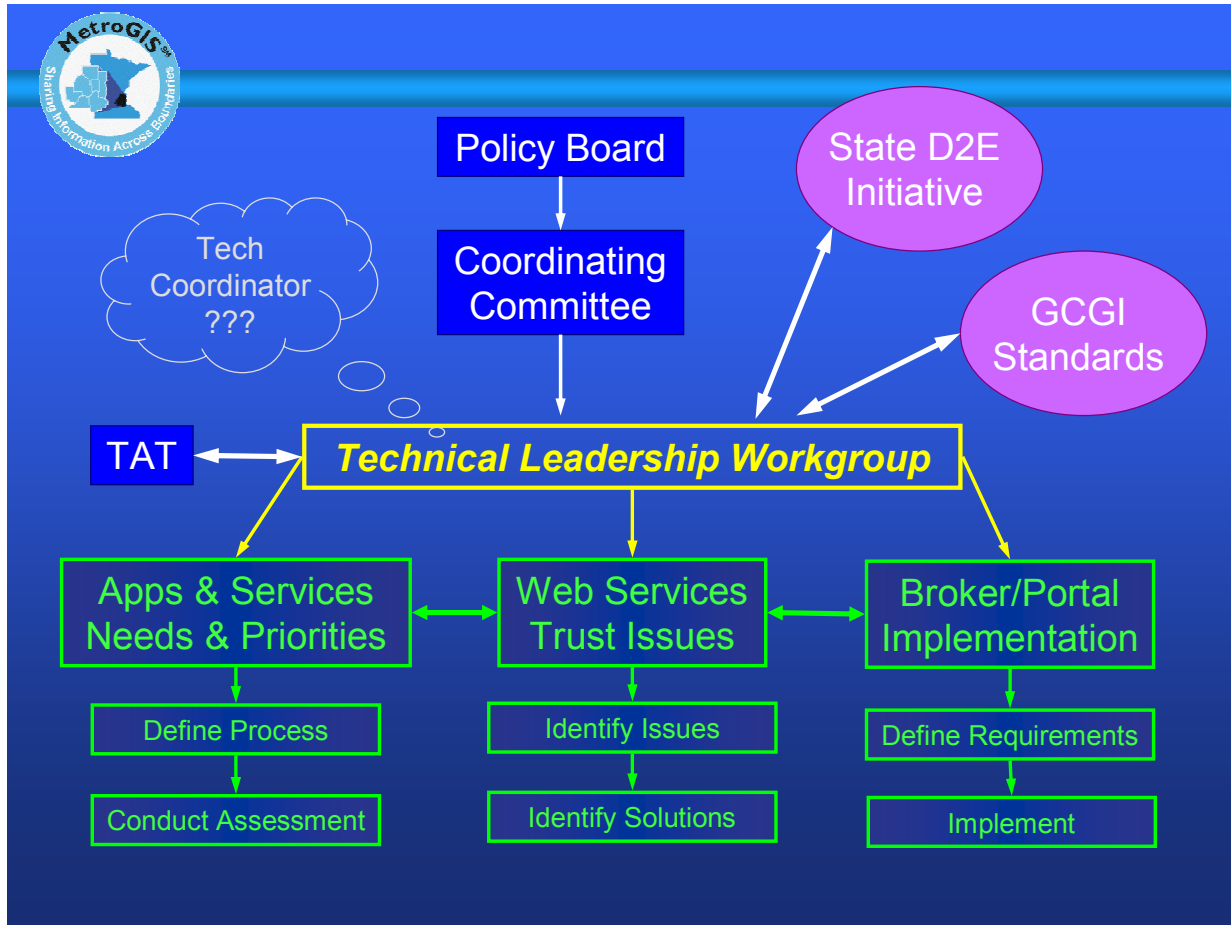 MetroGIS SM
Sharing Information Across Boundaries
Policy Board
State D2E
Initiative
Tech
Coordinator
???
Coordinating
Committee
GCGI
Standards
TAT
Technical Leadership Workgroup
Apps & Services
Needs & Priorities
Web Services
Trust Issues
Broker/Portal
Implementation
Define Process
Identify Issues
Define Requirements
Conduct Assessment
Identify Solutions
Implement